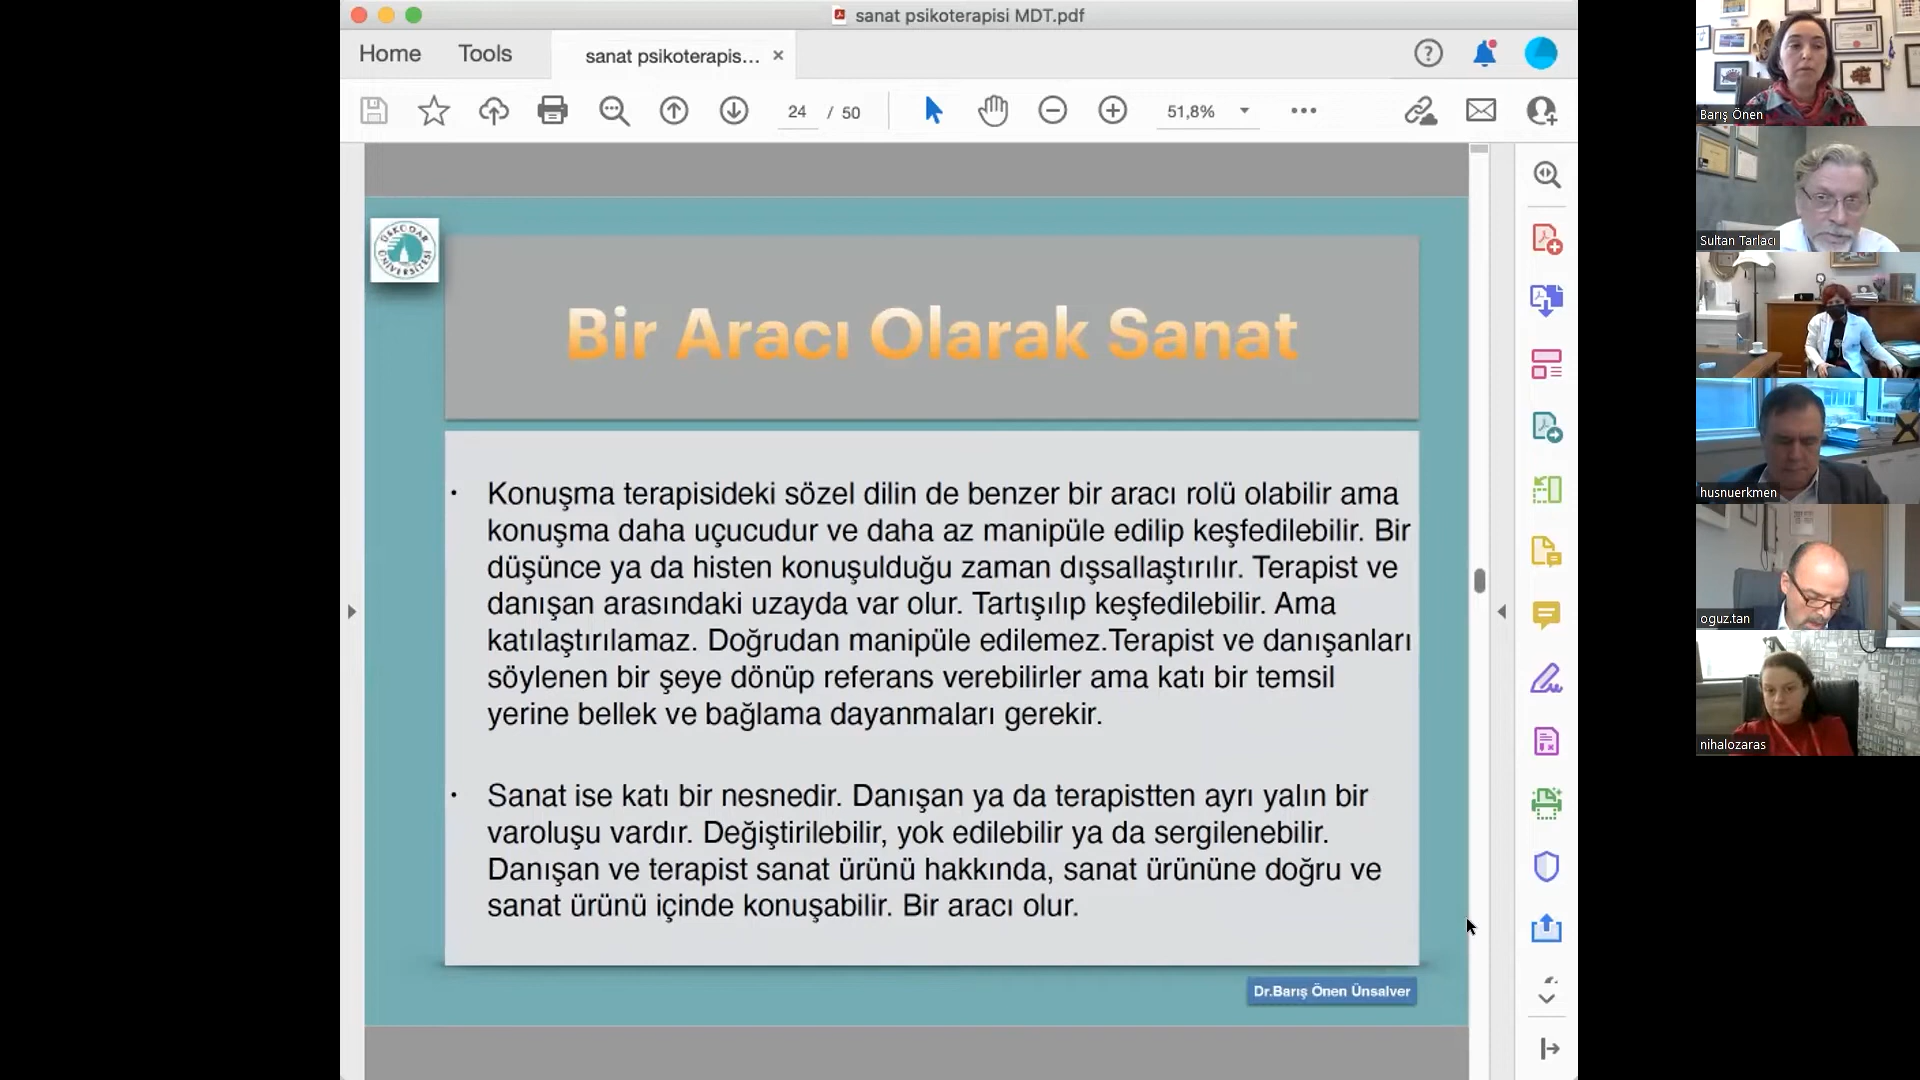 sanat psikoterapisi MDT.pdf
Home
Tools
sanat psikoterapis...
24 / 50
51,8%
ÜSKÜDAR ÜNİVERSİTESİ
Bir Aracı Olarak Sanat
Konuşma terapisideki sözel dilin de benzer bir aracı rolü olabilir ama
konuşma daha uçucudur ve daha az manipüle edilip keşfedilebilir. Bir
düşünce ya da histen konuşulduğu zaman dışsallaştırılır. Terapist ve
danışan arasındaki uzayda var olur. Tartışılıp keşfedilebilir. Ama
katılaştırılamaz. Doğrudan manipüle edilemez.Terapist ve danışanları
söylenen bir şeye dönüp referans verebilirler ama katı bir temsil
yerine bellek ve bağlama dayanmaları gerekir.
Sanat ise katı bir nesnedir. Danışan ya da terapistten ayrı yalın bir
varoluşu vardır. Değiştirilebilir, yok edilebilir ya da sergilenebilir.
Danışan ve terapist sanat ürünü hakkında, sanat ürününe doğru ve
sanat ürünü içinde konuşabilir. Bir aracı olur.
Dr.Barış Önen Ünsalver
Barış Önen
Sultan Tarlacı
husnuerkmen
oguz.tan
nihalozaras